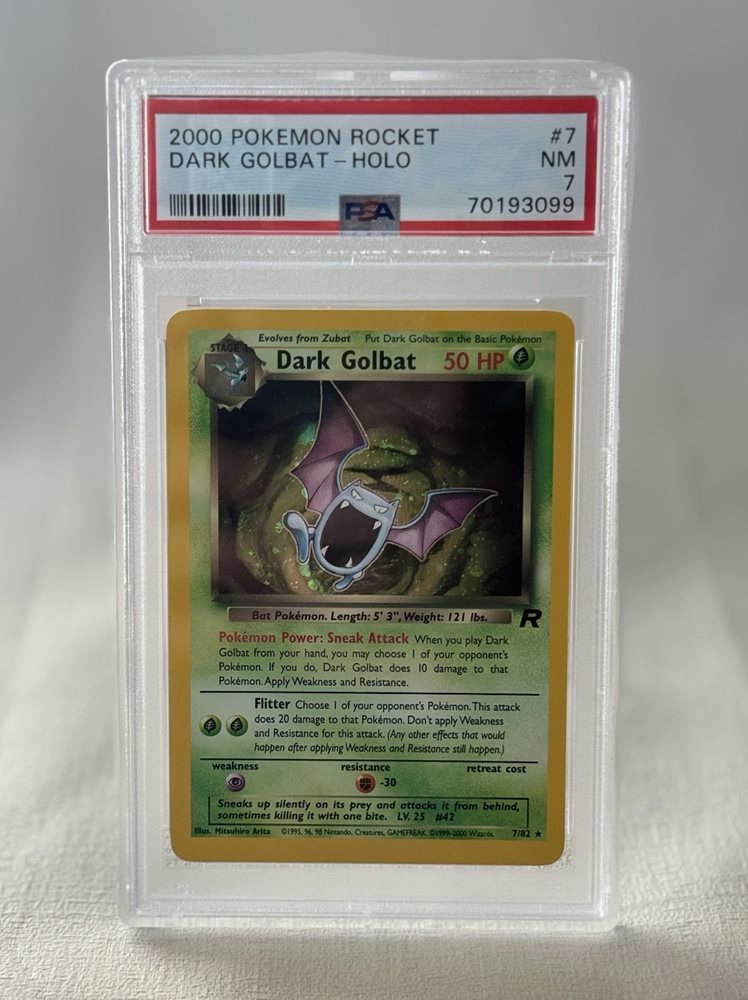 2000 POKEMON ROCKET #7
DARK GOLBAT – HOLO NM
7
PSA 70193099
Evolves from Zubat Put Dark Golbat on the Basic Pokémon
STAGE 1 Dark Golbat 50 HP
Bat Pokémon. Length: 5' 3", Weight: 121 lbs. R
Pokémon Power: Sneak Attack When you play Dark
Golbat from your hand, you may choose 1 of your opponent's
Pokémon. If you do, Dark Golbat does 10 damage to that
Pokémon. Apply Weakness and Resistance.
Flitter Choose 1 of your opponent's Pokémon. This attack
does 20 damage to that Pokémon. Don't apply Weakness
and Resistance for this attack. (Any other effects that would
happen after applying Weakness and Resistance still happen.)
weakness resistance retreat cost
-30
Sneaks up silently on its prey and attacks it from behind,
sometimes killing it with one bite. LV. 25 #42
Illus. Mitsuhiro Arita ©1995, 96, 98 Nintendo, Creatures, GAMEFREAK. ©1999-2000 Wizards. 7/82 ★